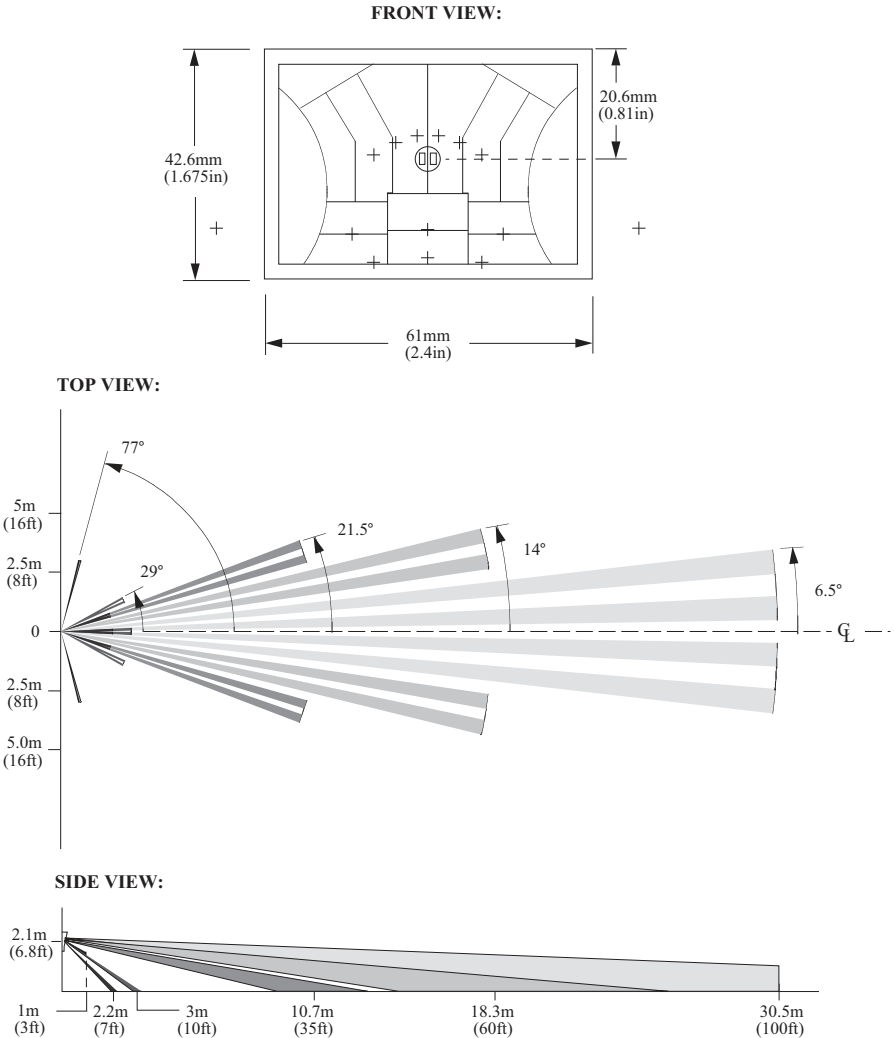 FRONT VIEW:
20.6mm
(0.81in)
42.6mm
(1.675in)
61mm
(2.4in)
TOP VIEW:
77°
5m
(16ft)
21.5°
14°
2.5m
(8ft)
29°
6.5°
0
℄
2.5m
(8ft)
5.0m
(16ft)
SIDE VIEW:
2.1m
(6.8ft)
1m
(3ft)
2.2m
(7ft)
3m
(10ft)
10.7m
(35ft)
18.3m
(60ft)
30.5m
(100ft)